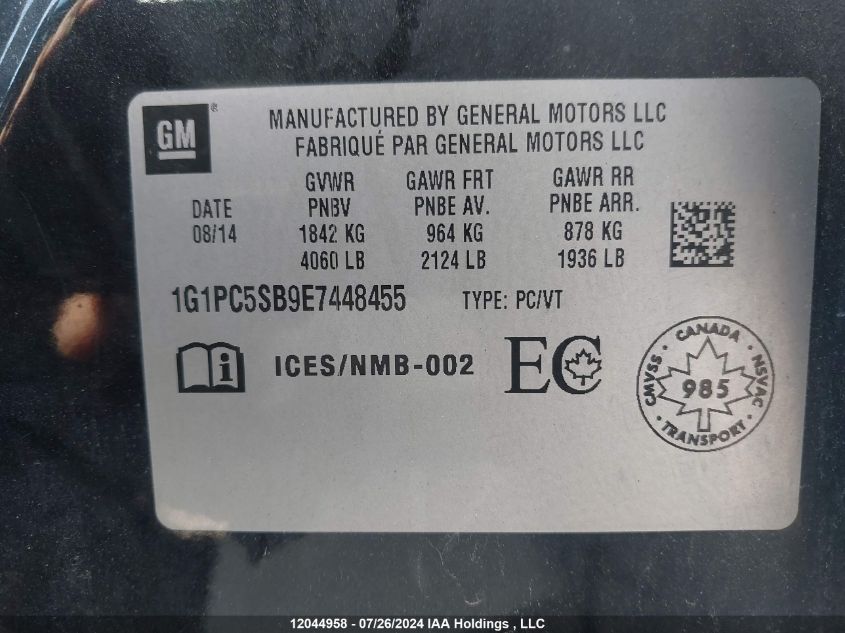 GM ®
MANUFACTURED BY GENERAL MOTORS LLC
FABRIQUÉ PAR GENERAL MOTORS LLC
GVWR GAWR FRT GAWR RR
DATE PNBV PNBE AV. PNBE ARR.
08/14 1842 KG 964 KG 878 KG
4060 LB 2124 LB 1936 LB
1G1PC5SB9E7448455 TYPE: PC/VT
i ICES/NMB-002 EC
CANADA
CMVSS 985 NSVAC
TRANSPORT
12044958 - 07/26/2024 IAA Holdings , LLC